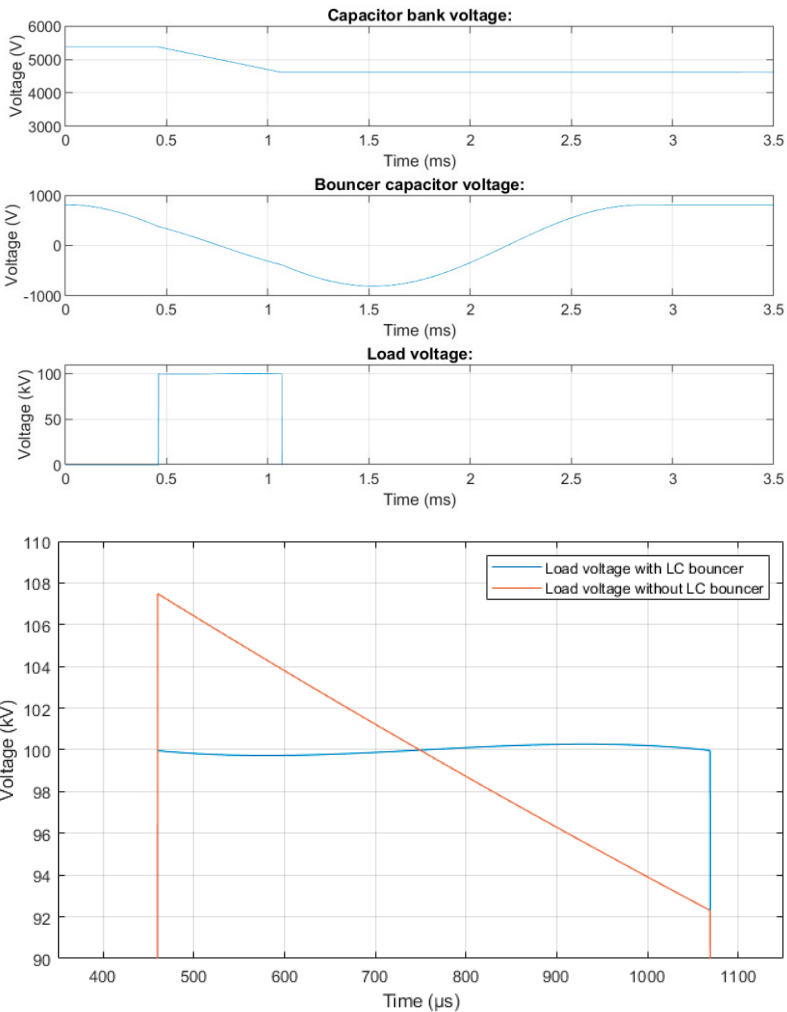 Capacitor bank voltage:
6000
5000
4000
3000
Voltage (V)
0 0.5 1 1.5 2 2.5 3 3.5
Time (ms)
Bouncer capacitor voltage:
1000
0
-1000
Voltage (V)
0 0.5 1 1.5 2 2.5 3 3.5
Time (ms)
Load voltage:
100
50
0
Voltage (kV)
0 0.5 1 1.5 2 2.5 3 3.5
Time (ms)
110
108
106
104
102
100
98
96
94
92
90
Voltage (kV)
Load voltage with LC bouncer
Load voltage without LC bouncer
400 500 600 700 800 900 1000 1100
Time (µs)